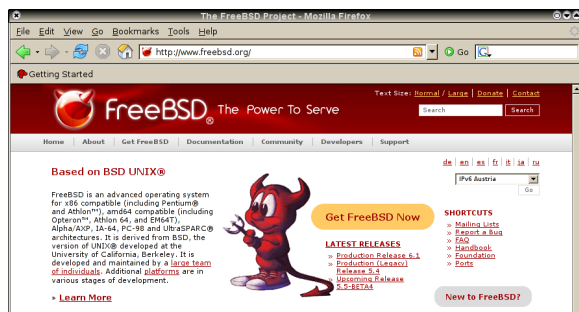 The FreeBSD Project - Mozilla Firefox
File Edit View Go Bookmarks Tools Help
http://www.freebsd.org/ Go G
Getting Started
Text Size: Normal / Large | Donate | Contact
FreeBSD® The Power To Serve
Search Search
Home About Get FreeBSD Documentation Community Developers Support
de en es fr it ja ru
IPv6 Austria
Go
Based on BSD UNIX®
FreeBSD is an advanced operating system
for x86 compatible (including Pentium®
and Athlon™), amd64 compatible (including
Opteron™, Athlon 64, and EM64T),
Alpha/AXP, IA-64, PC-98 and UltraSPARC®
architectures. It is derived from BSD, the
version of UNIX® developed at the
University of California, Berkeley. It is
developed and maintained by a large team
of individuals. Additional platforms are in
various stages of development.
» Learn More
Get FreeBSD Now
LATEST RELEASES
» Production Release 6.1
» Production (Legacy)
Release 5.4
» Upcoming Release
5.5-BETA4
SHORTCUTS
» Mailing Lists
» Report a Bug
» FAQ
» Handbook
» Foundation
» Ports
New to FreeBSD?